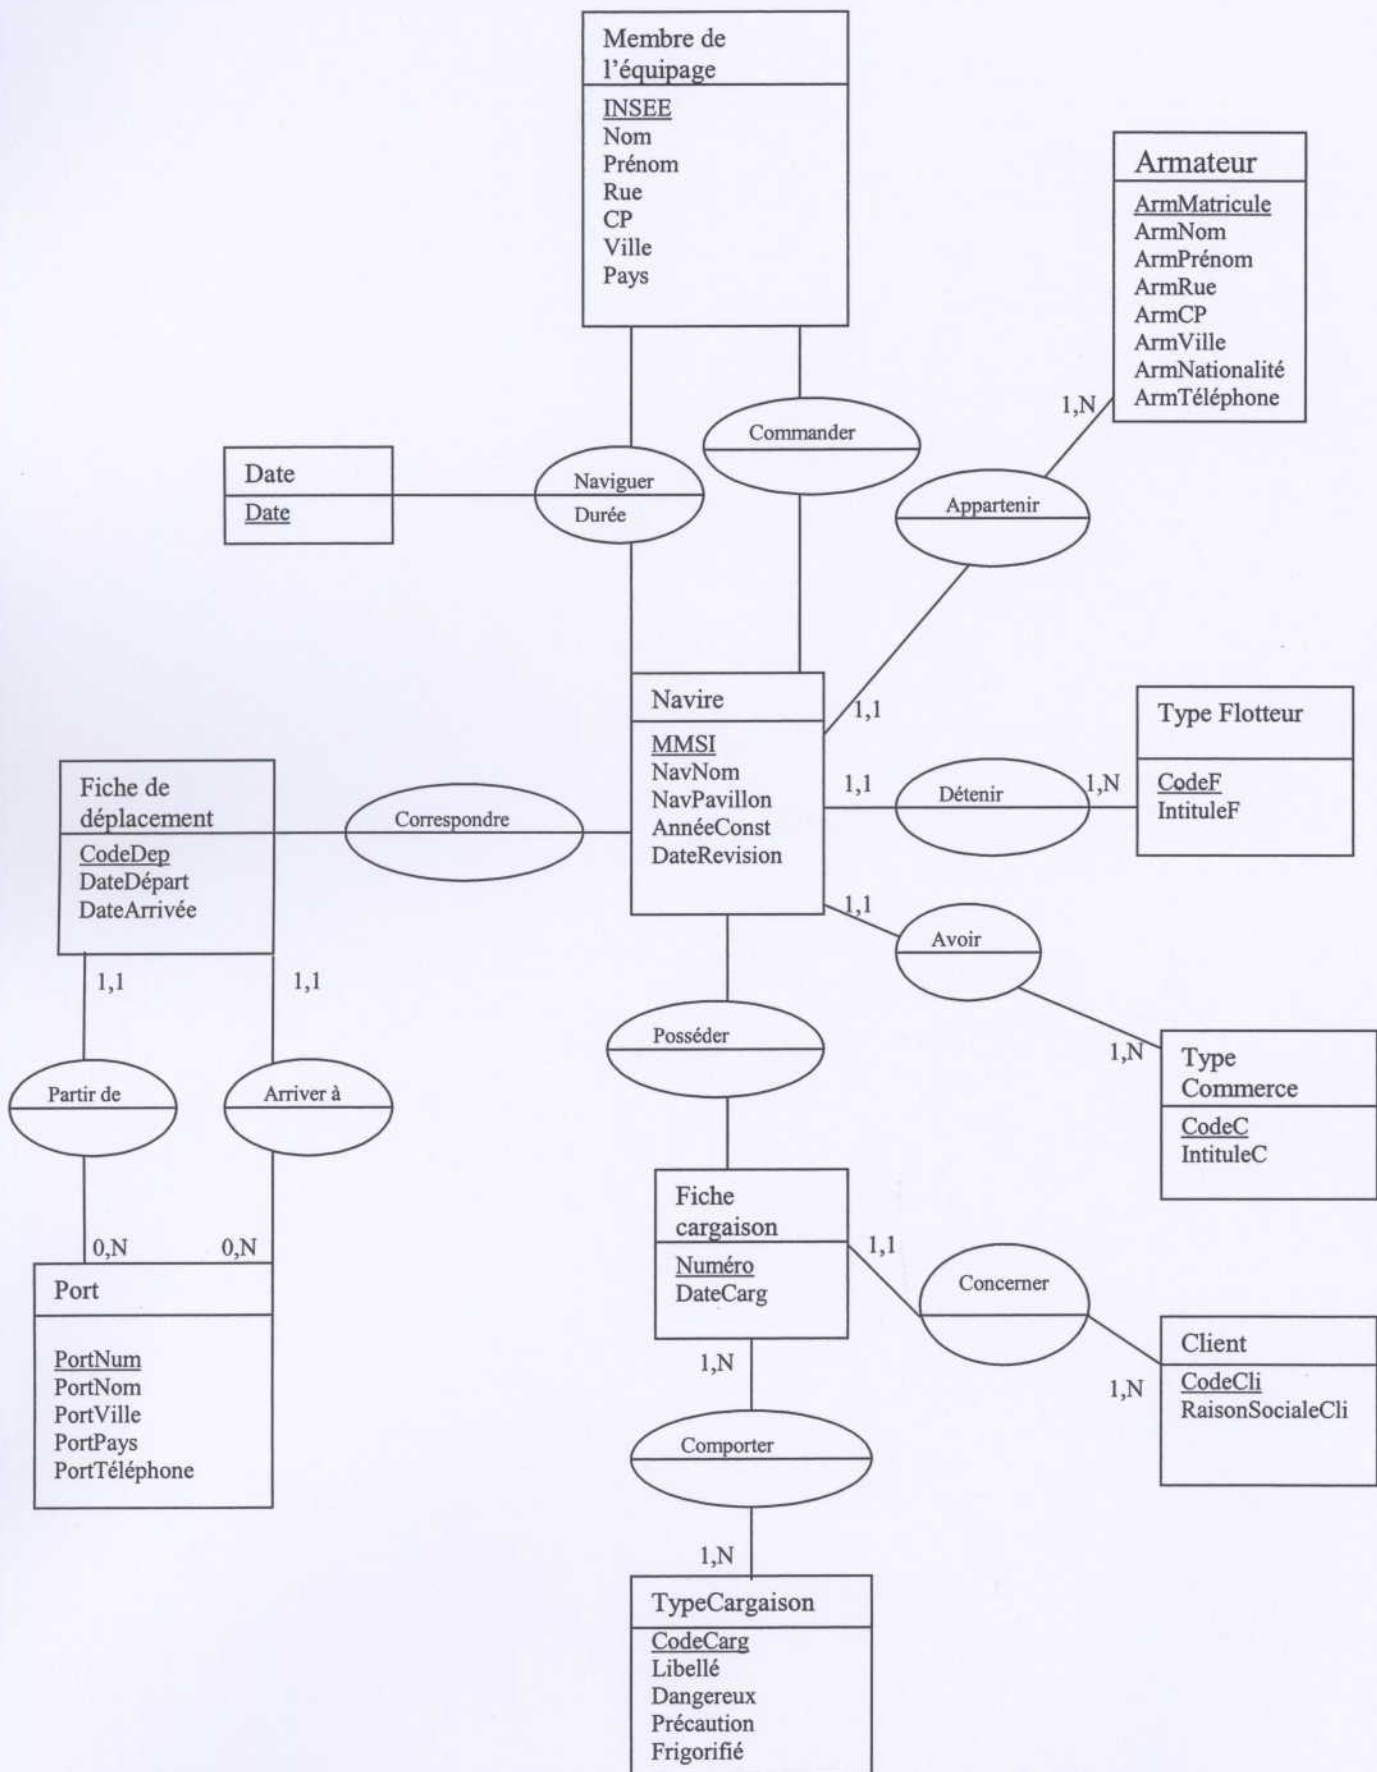 Membre de
l'équipage
INSEE
Nom
Prénom
Rue
CP
Ville
Pays
Armateur
ArmMatricule
ArmNom
ArmPrénom
ArmRue
ArmCP
ArmVille
ArmNationalité
ArmTéléphone
1,N
Commander
Date
Date
Naviguer
Durée
Appartenir
Navire
MMSI
NavNom
NavPavillon
AnnéeConst
DateRevision
1,1
1,1
Détenir
1,N
Type Flotteur
CodeF
IntituleF
Fiche de
déplacement
CodeDep
DateDépart
DateArrivée
Correspondre
1,1
Avoir
1,N
Type
Commerce
CodeC
IntituleC
1,1
1,1
Partir de
Arriver à
0,N
0,N
Posséder
Port
PortNum
PortNom
PortVille
PortPays
PortTéléphone
Fiche
cargaison
Numéro
DateCarg
1,1
Concerner
1,N
Client
CodeCli
RaisonSocialeCli
1,N
Comporter
1,N
TypeCargaison
CodeCarg
Libellé
Dangereux
Précaution
Frigorifié